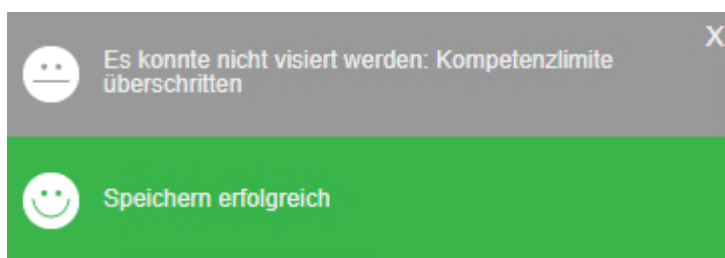 Es konnte nicht visiert werden: Kompetenzlimite
überschritten
X
Speichern erfolgreich